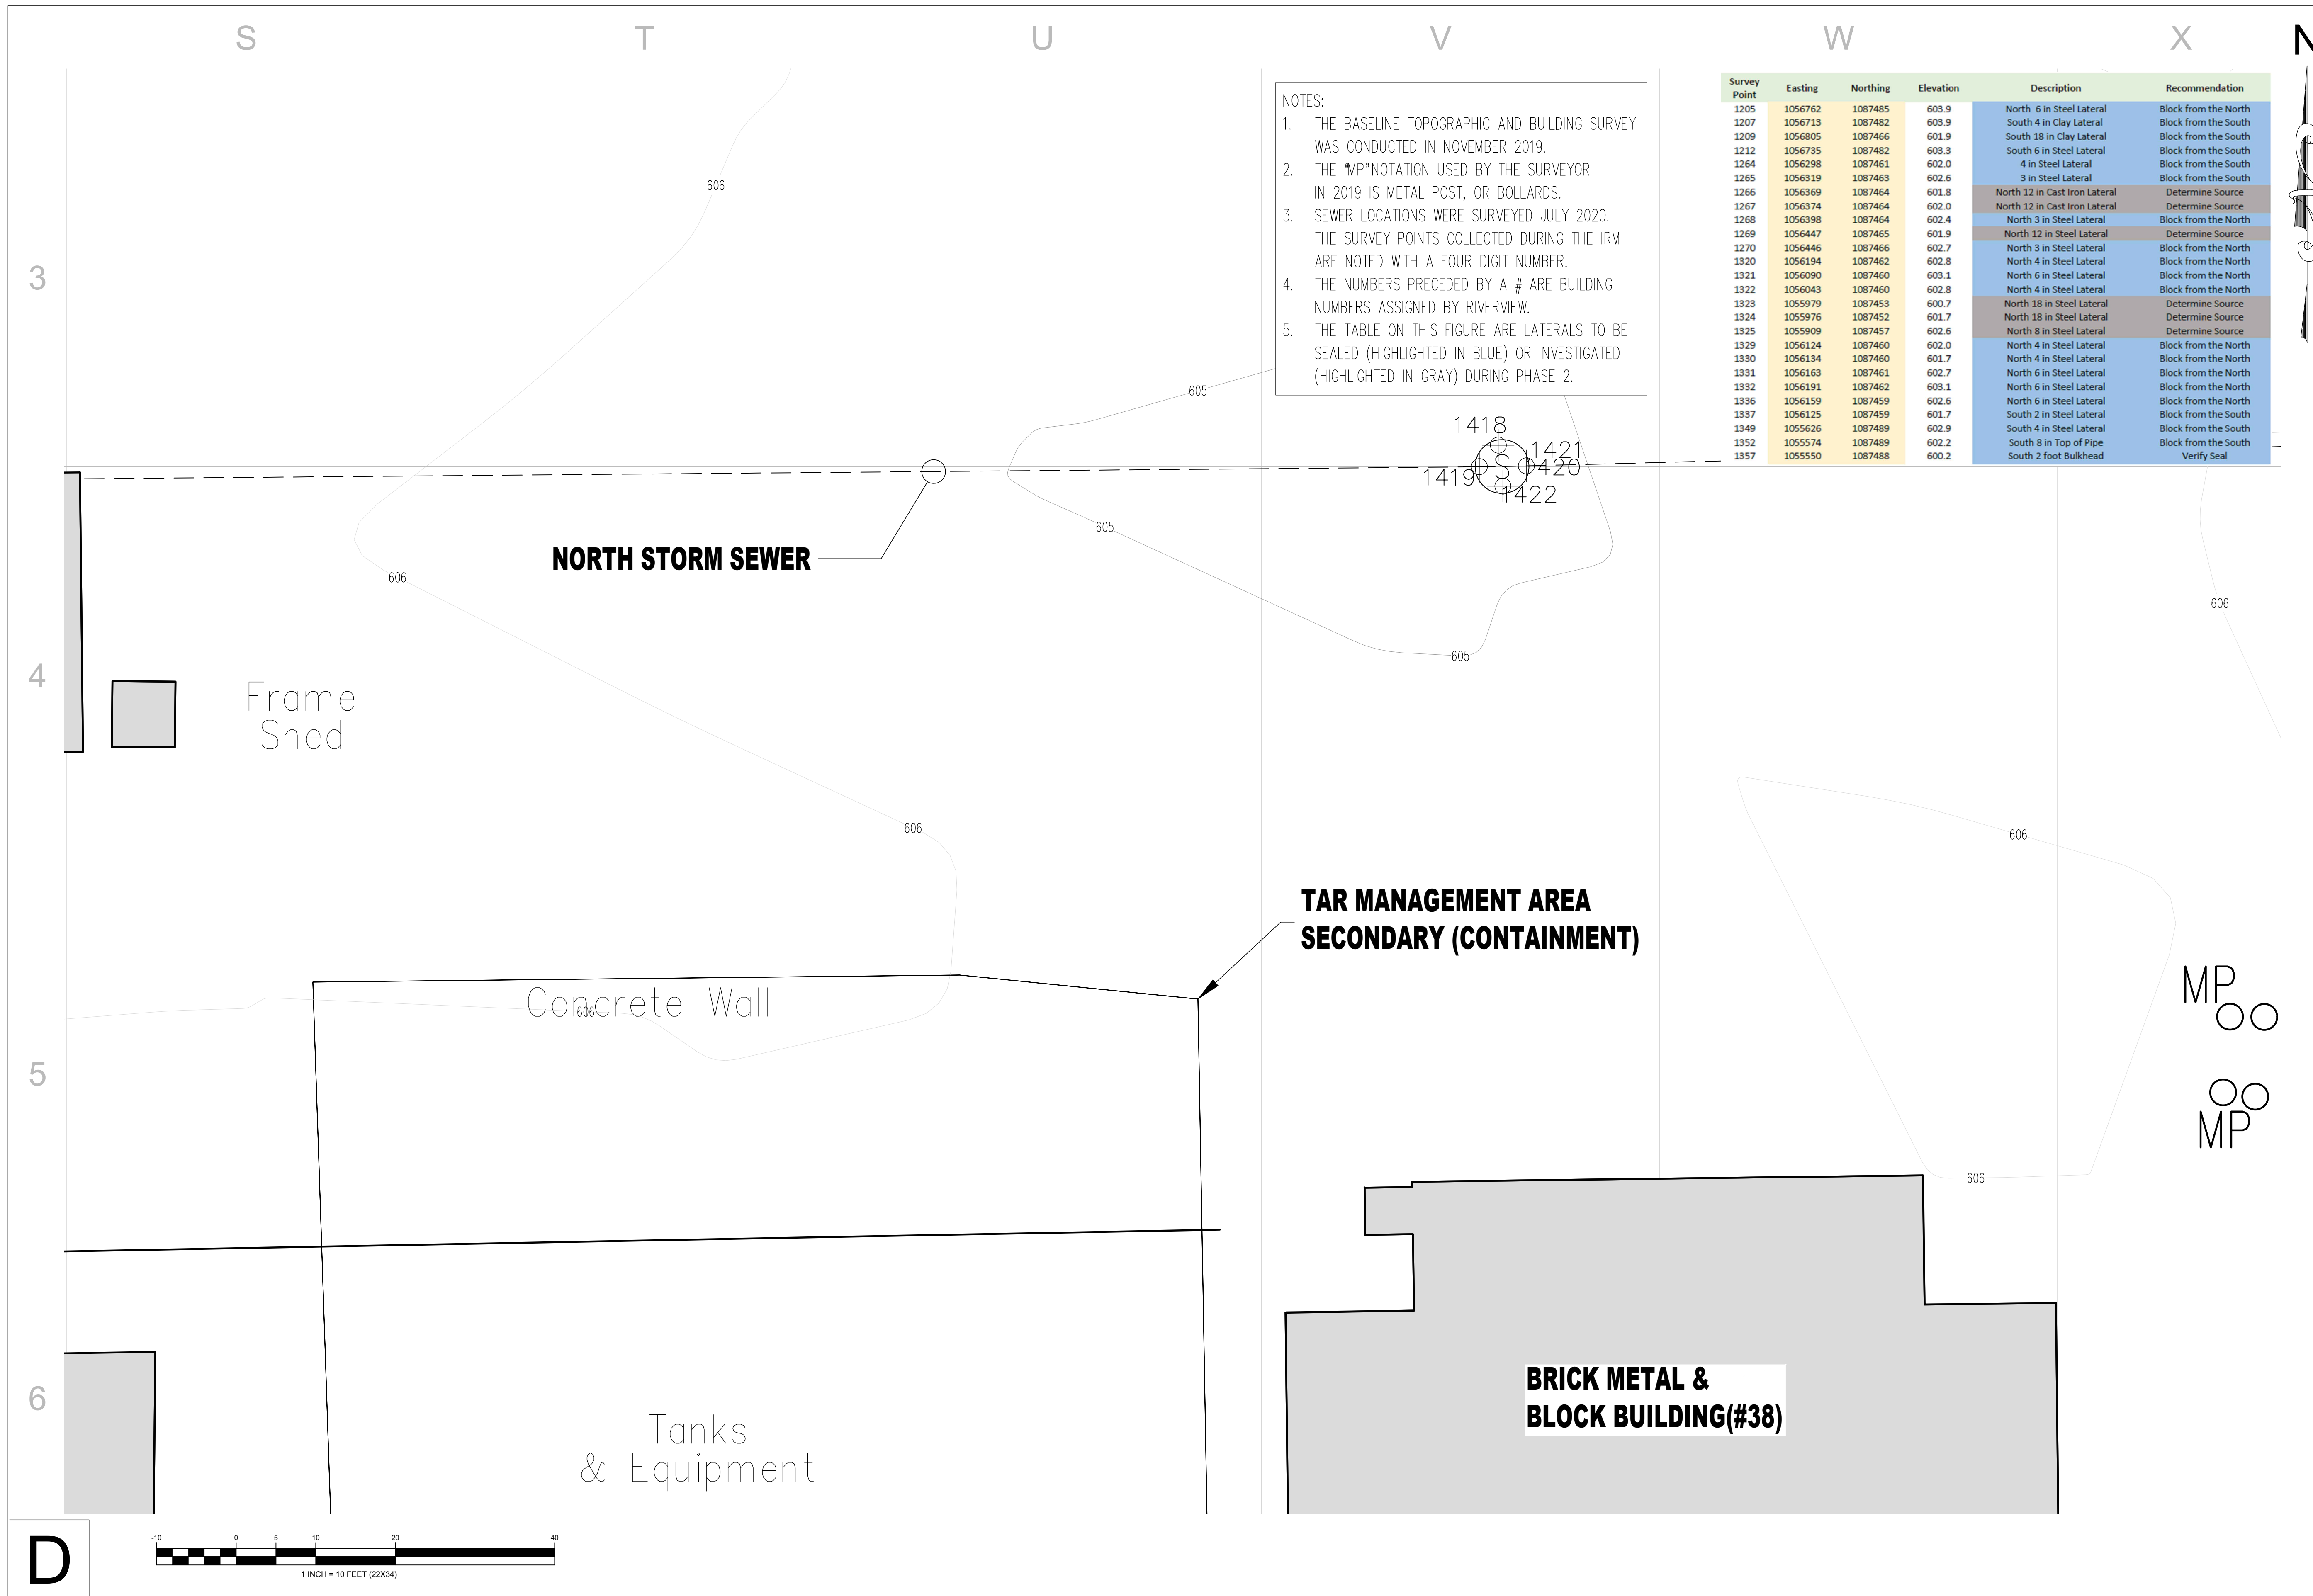 S T U V W X N
NOTES:
1. THE BASELINE TOPOGRAPHIC AND BUILDING SURVEY
WAS CONDUCTED IN NOVEMBER 2019.
2. THE "MP" NOTATION USED BY THE SURVEYOR
IN 2019 IS METAL POST, OR BOLLARDS.
3. SEWER LOCATIONS WERE SURVEYED JULY 2020.
THE SURVEY POINTS COLLECTED DURING THE IRM
ARE NOTED WITH A FOUR DIGIT NUMBER.
4. THE NUMBERS PRECEDED BY A # ARE BUILDING
NUMBERS ASSIGNED BY RIVERVIEW.
5. THE TABLE ON THIS FIGURE ARE LATERALS TO BE
SEALED (HIGHLIGHTED IN BLUE) OR INVESTIGATED
(HIGHLIGHTED IN GRAY) DURING PHASE 2.
Survey Point Easting Northing Elevation Description Recommendation
1205 1056762 1087485 603.9 North 6 in Steel Lateral Block from the North
1207 1056713 1087482 603.9 South 4 in Clay Lateral Block from the South
1209 1056805 1087466 601.9 South 18 in Clay Lateral Block from the South
1212 1056735 1087482 603.3 South 6 in Steel Lateral Block from the South
1264 1056298 1087461 602.0 4 in Steel Lateral Block from the South
1265 1056319 1087463 602.6 3 in Steel Lateral Block from the South
1266 1056369 1087464 601.8 North 12 in Cast Iron Lateral Determine Source
1267 1056374 1087464 602.0 North 12 in Cast Iron Lateral Determine Source
1268 1056398 1087464 602.4 North 3 in Steel Lateral Block from the North
1269 1056447 1087465 601.9 North 12 in Steel Lateral Determine Source
1270 1056446 1087466 602.7 North 3 in Steel Lateral Block from the North
1320 1056194 1087462 602.8 North 4 in Steel Lateral Block from the North
1321 1056090 1087460 603.1 North 6 in Steel Lateral Block from the North
1322 1056043 1087460 602.8 North 4 in Steel Lateral Block from the North
1323 1055979 1087453 600.7 North 18 in Steel Lateral Determine Source
1324 1055976 1087452 601.7 North 18 in Steel Lateral Determine Source
1325 1055909 1087457 602.6 North 8 in Steel Lateral Determine Source
1329 1056124 1087460 602.0 North 4 in Steel Lateral Block from the North
1330 1056134 1087460 601.7 North 4 in Steel Lateral Block from the North
1331 1056163 1087461 602.7 North 6 in Steel Lateral Block from the North
1332 1056191 1087462 603.1 North 6 in Steel Lateral Block from the North
1336 1056159 1087459 602.6 North 6 in Steel Lateral Block from the North
1337 1056125 1087459 601.7 South 2 in Steel Lateral Block from the South
1349 1055626 1087489 602.9 South 4 in Steel Lateral Block from the South
1352 1055574 1087489 602.2 South 8 in Top of Pipe Block from the South
1357 1055550 1087488 600.2 South 2 foot Bulkhead Verify Seal
606
3
605
1418
1421
S
1420
1419
1422
605
NORTH STORM SEWER
606
606
605
4
Frame
Shed
606
606
TAR MANAGEMENT AREA
SECONDARY (CONTAINMENT)
MP
Concrete Wall
606
5
MP
606
BRICK METAL &
BLOCK BUILDING(#38)
6
Tanks
& Equipment
D
-10 0 5 10 20 40
1 INCH = 10 FEET (22X34)